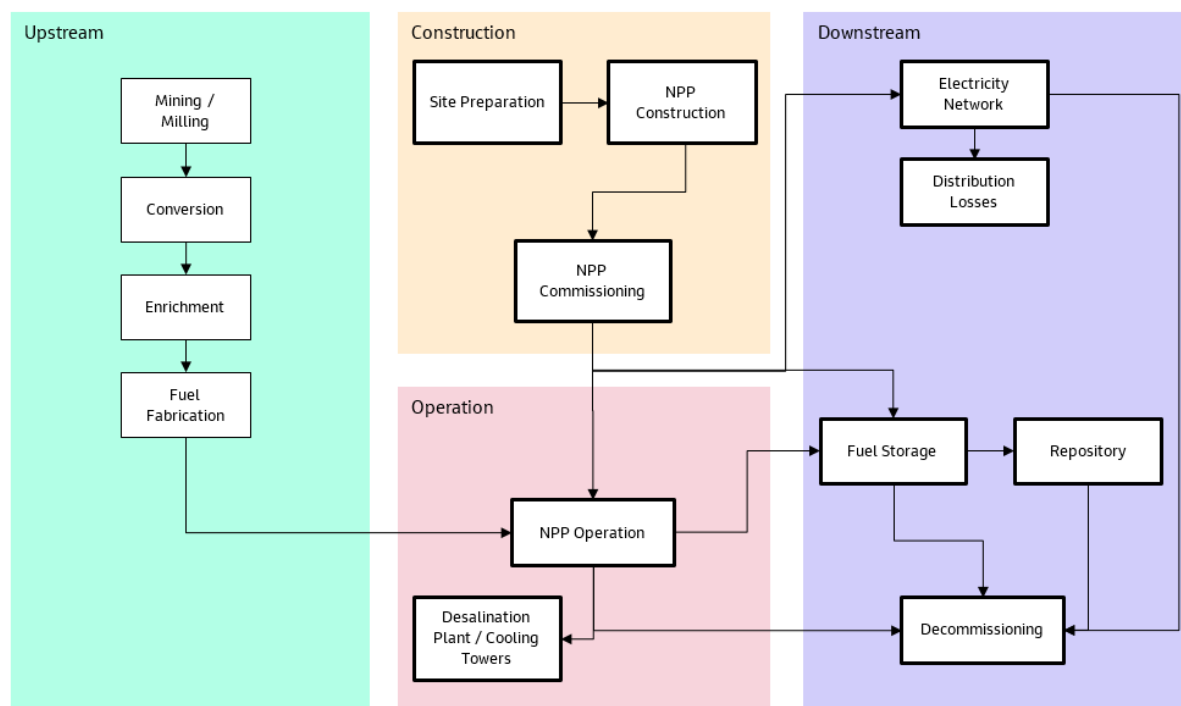 Upstream
Mining /
Milling
Conversion
Enrichment
Fuel
Fabrication
Construction
Site Preparation
NPP
Construction
NPP
Commissioning
Operation
NPP Operation
Desalination
Plant / Cooling
Towers
Downstream
Electricity
Network
Distribution
Losses
Fuel Storage
Repository
Decommissioning